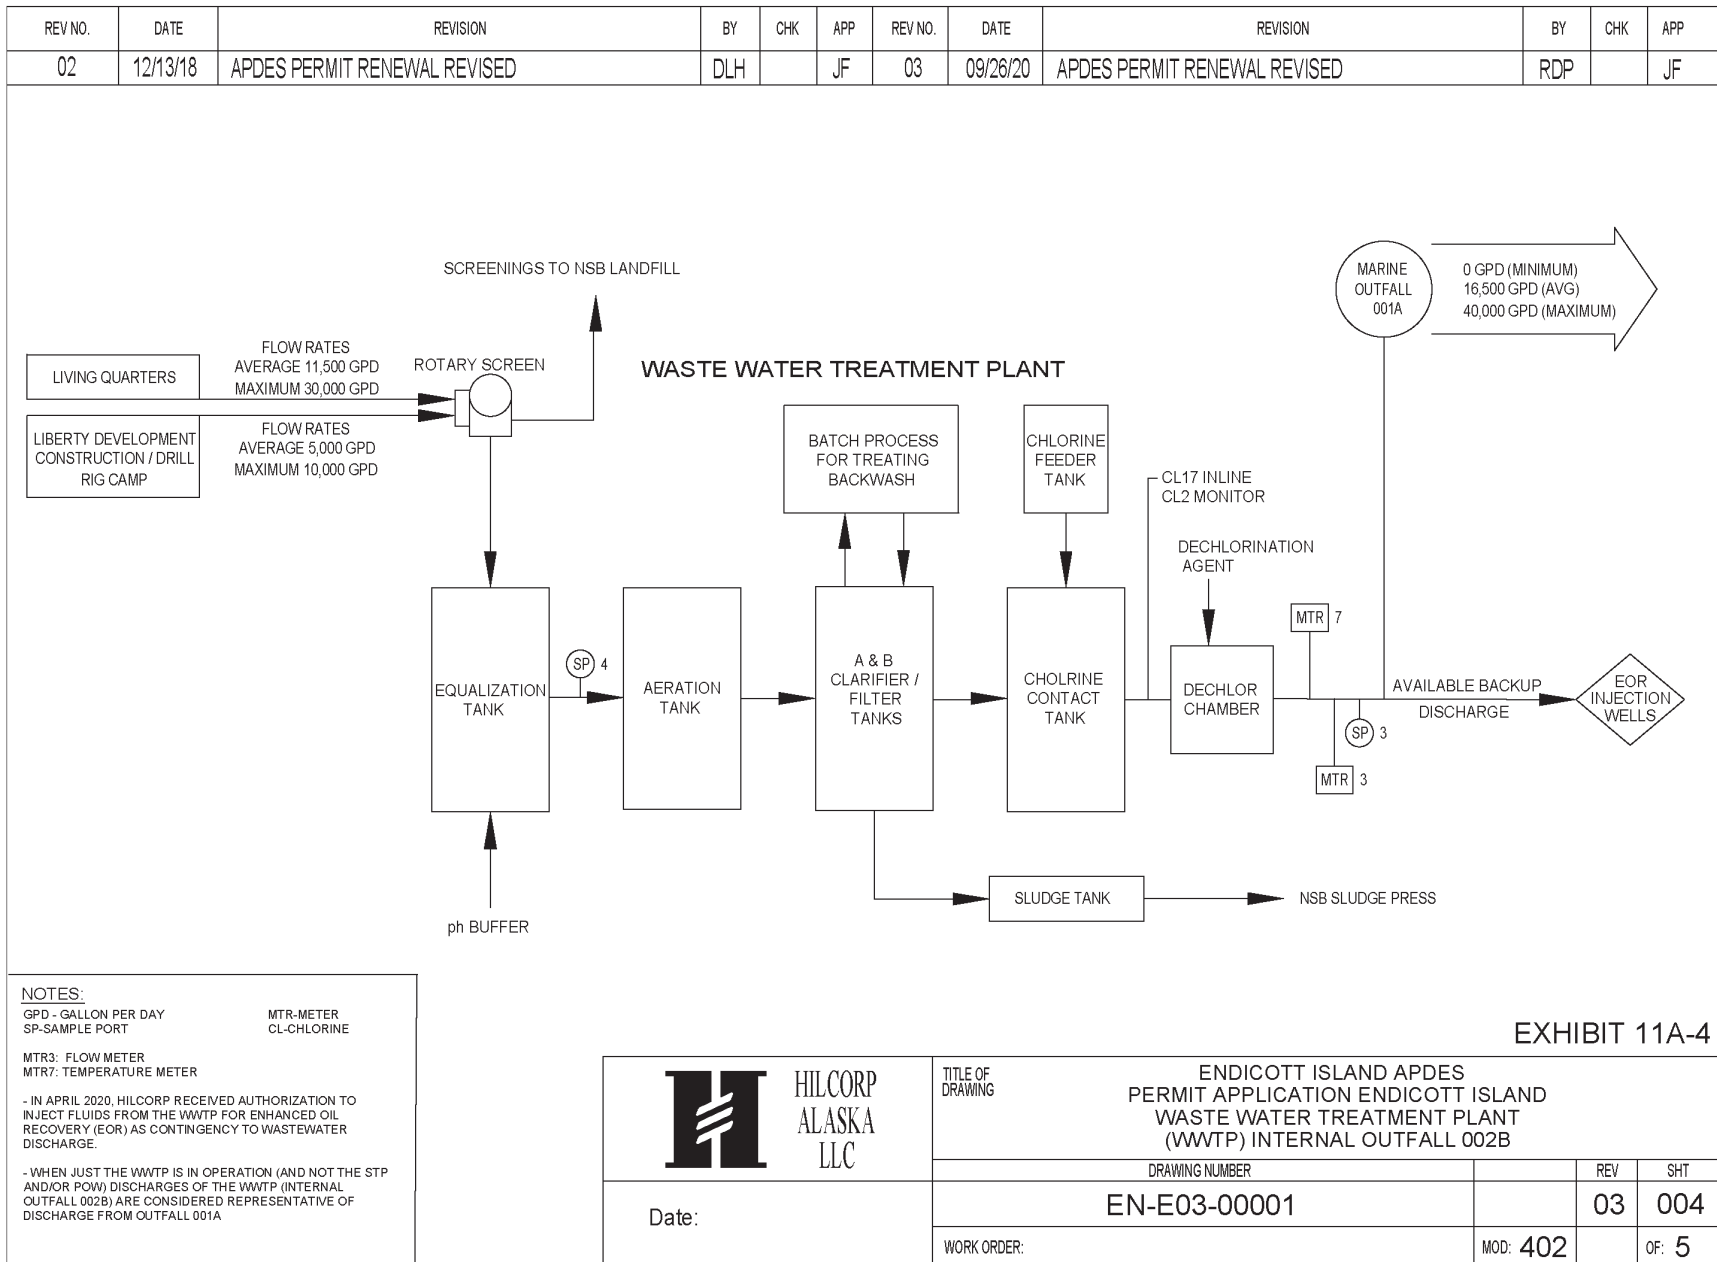 REV NO. DATE REVISION BY CHK APP REV NO. DATE REVISION BY CHK APP
02 12/13/18 APDES PERMIT RENEWAL REVISED DLH JF 03 09/26/20 APDES PERMIT RENEWAL REVISED RDP JF
SCREENINGS TO NSB LANDFILL
MARINE
OUTFALL
001A
0 GPD (MINIMUM)
16,500 GPD (AVG)
40,000 GPD (MAXIMUM)
LIVING QUARTERS
FLOW RATES
AVERAGE 11,500 GPD
MAXIMUM 30,000 GPD
ROTARY SCREEN
WASTE WATER TREATMENT PLANT
LIBERTY DEVELOPMENT
CONSTRUCTION / DRILL
RIG CAMP
FLOW RATES
AVERAGE 5,000 GPD
MAXIMUM 10,000 GPD
BATCH PROCESS
FOR TREATING
BACKWASH
CHLORINE
FEEDER
TANK
CL17 INLINE
CL2 MONITOR
DECHLORINATION
AGENT
MTR 7
SP 4
EQUALIZATION
TANK
AERATION
TANK
A & B
CLARIFIER /
FILTER
TANKS
CHOLRINE
CONTACT
TANK
DECHLOR
CHAMBER
AVAILABLE BACKUP
DISCHARGE
EOR
INJECTION
WELLS
SP 3
MTR 3
SLUDGE TANK
NSB SLUDGE PRESS
ph BUFFER
NOTES:
GPD - GALLON PER DAY MTR-METER
SP-SAMPLE PORT CL-CHLORINE
MTR3: FLOW METER
MTR7: TEMPERATURE METER
- IN APRIL 2020, HILCORP RECEIVED AUTHORIZATION TO
INJECT FLUIDS FROM THE WWTP FOR ENHANCED OIL
RECOVERY (EOR) AS CONTINGENCY TO WASTEWATER
DISCHARGE.
- WHEN JUST THE WWTP IS IN OPERATION (AND NOT THE STP
AND/OR POW) DISCHARGES OF THE WWTP (INTERNAL
OUTFALL 002B) ARE CONSIDERED REPRESENTATIVE OF
DISCHARGE FROM OUTFALL 001A
EXHIBIT 11A-4
HILCORP
ALASKA
LLC
Date:
TITLE OF
DRAWING
ENDICOTT ISLAND APDES
PERMIT APPLICATION ENDICOTT ISLAND
WASTE WATER TREATMENT PLANT
(WWTP) INTERNAL OUTFALL 002B
DRAWING NUMBER REV SHT
EN-E03-00001 03 004
WORK ORDER: MOD: 402 OF: 5